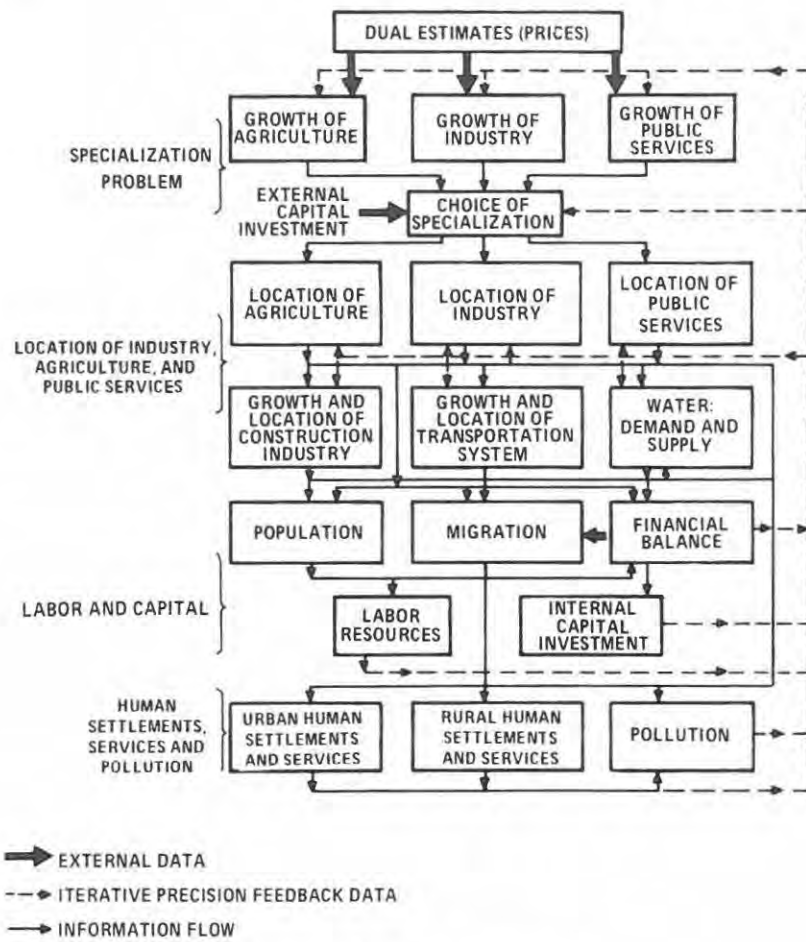 DUAL ESTIMATES (PRICES)
GROWTH OF
AGRICULTURE
GROWTH OF
INDUSTRY
GROWTH OF
PUBLIC
SERVICES
SPECIALIZATION
PROBLEM
EXTERNAL
CAPITAL
INVESTMENT
CHOICE OF
SPECIALIZATION
LOCATION OF
AGRICULTURE
LOCATION OF
INDUSTRY
LOCATION OF
PUBLIC
SERVICES
LOCATION OF INDUSTRY,
AGRICULTURE, AND
PUBLIC SERVICES
GROWTH AND
LOCATION OF
CONSTRUCTION
INDUSTRY
GROWTH AND
LOCATION OF
TRANSPORTATION
SYSTEM
WATER:
DEMAND AND
SUPPLY
POPULATION
MIGRATION
FINANCIAL
BALANCE
LABOR AND CAPITAL
LABOR
RESOURCES
INTERNAL
CAPITAL
INVESTMENT
HUMAN
SETTLEMENTS,
SERVICES AND
POLLUTION
URBAN HUMAN
SETTLEMENTS
AND SERVICES
RURAL HUMAN
SETTLEMENTS
AND SERVICES
POLLUTION
EXTERNAL DATA
ITERATIVE PRECISION FEEDBACK DATA
INFORMATION FLOW